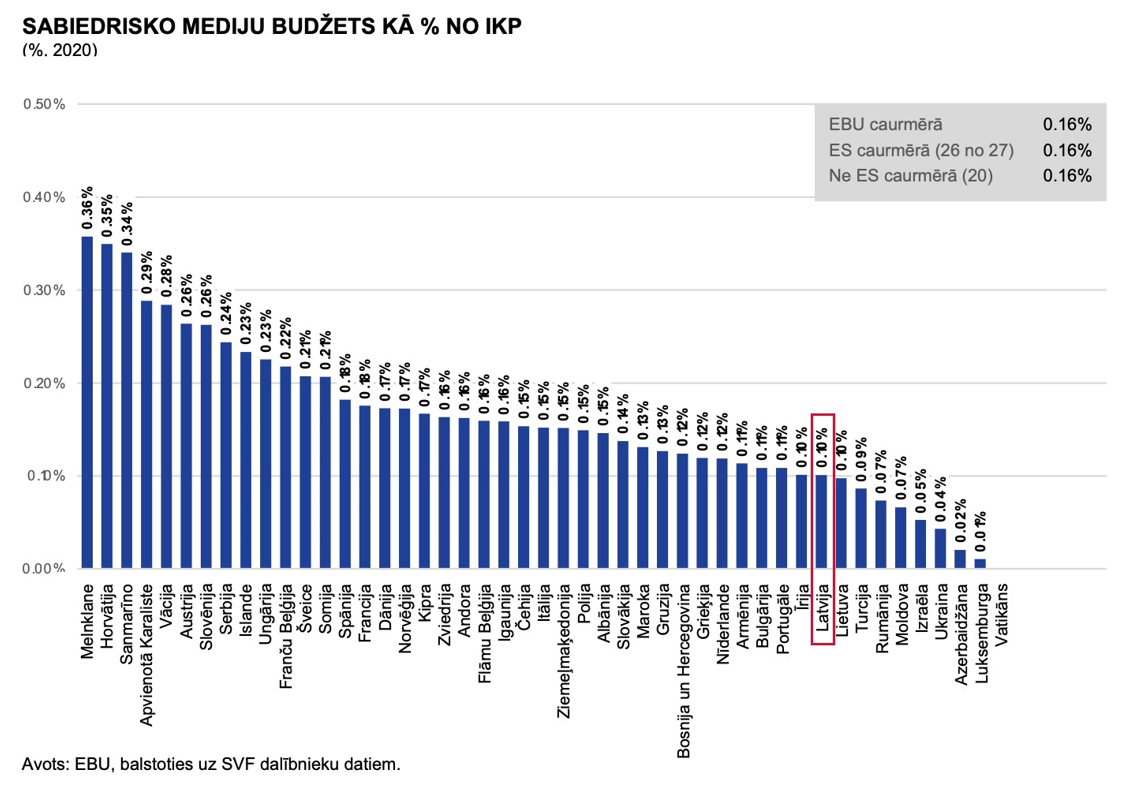 SABIEDRISKO MEDIJU BUDŽETS KĀ % NO IKP
(%. 2020)
0.50%
EBU caurmērā 0.16%
ES caurmērā (26 no 27) 0.16%
Ne ES caurmērā (20) 0.16%
0.40%
0.30%
0.20%
0.10%
0.00%
0.36%
0.35%
0.34%
0.29%
0.28%
0.26%
0.26%
0.24%
0.23%
0.23%
0.22%
0.21%
0.21%
0.18%
0.18%
0.17%
0.17%
0.17%
0.16%
0.16%
0.16%
0.16%
0.15%
0.15%
0.15%
0.15%
0.15%
0.14%
0.13%
0.13%
0.12%
0.12%
0.12%
0.11%
0.11%
0.11%
0.10%
0.10%
0.10%
0.09%
0.07%
0.07%
0.05%
0.04%
0.02%
0.01%
Melnklane
Horvātija
Sanmarīno
Apvienotā Karaliste
Vācija
Austrija
Slovēnija
Serbija
Islande
Ungārija
Franču Beļģija
Šveice
Somija
Spānija
Francija
Dānija
Norvēģija
Kipra
Zviedrija
Andora
Flāmu Beļģija
Igaunija
Čehija
Itālija
Ziemeļmaķedonija
Polija
Albānija
Slovākija
Maroka
Gruzija
Bosnija un Hercegovina
Grieķija
Nīderlande
Armēnija
Bulgārija
Portugāle
Īrija
Latvija
Lietuva
Turcija
Rumānija
Moldova
Izraēla
Ukraina
Azerbaidžāna
Luksemburga
Vatikāns
Avots: EBU, balstoties uz SVF dalībnieku datiem.